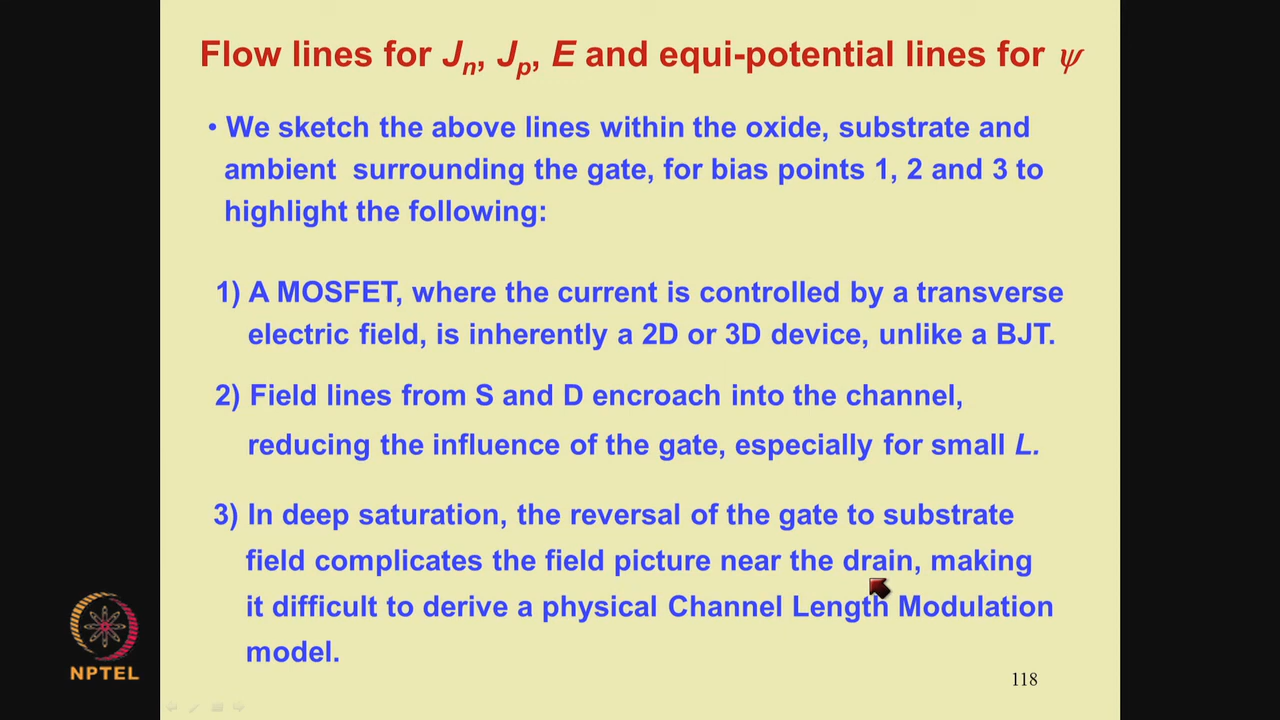 Flow lines for Jn, Jp, E and equi-potential lines for ψ
• We sketch the above lines within the oxide, substrate and
ambient surrounding the gate, for bias points 1, 2 and 3 to
highlight the following:
1) A MOSFET, where the current is controlled by a transverse
electric field, is inherently a 2D or 3D device, unlike a BJT.
2) Field lines from S and D encroach into the channel,
reducing the influence of the gate, especially for small L.
3) In deep saturation, the reversal of the gate to substrate
field complicates the field picture near the drain, making
it difficult to derive a physical Channel Length Modulation
model.
NPTEL
118